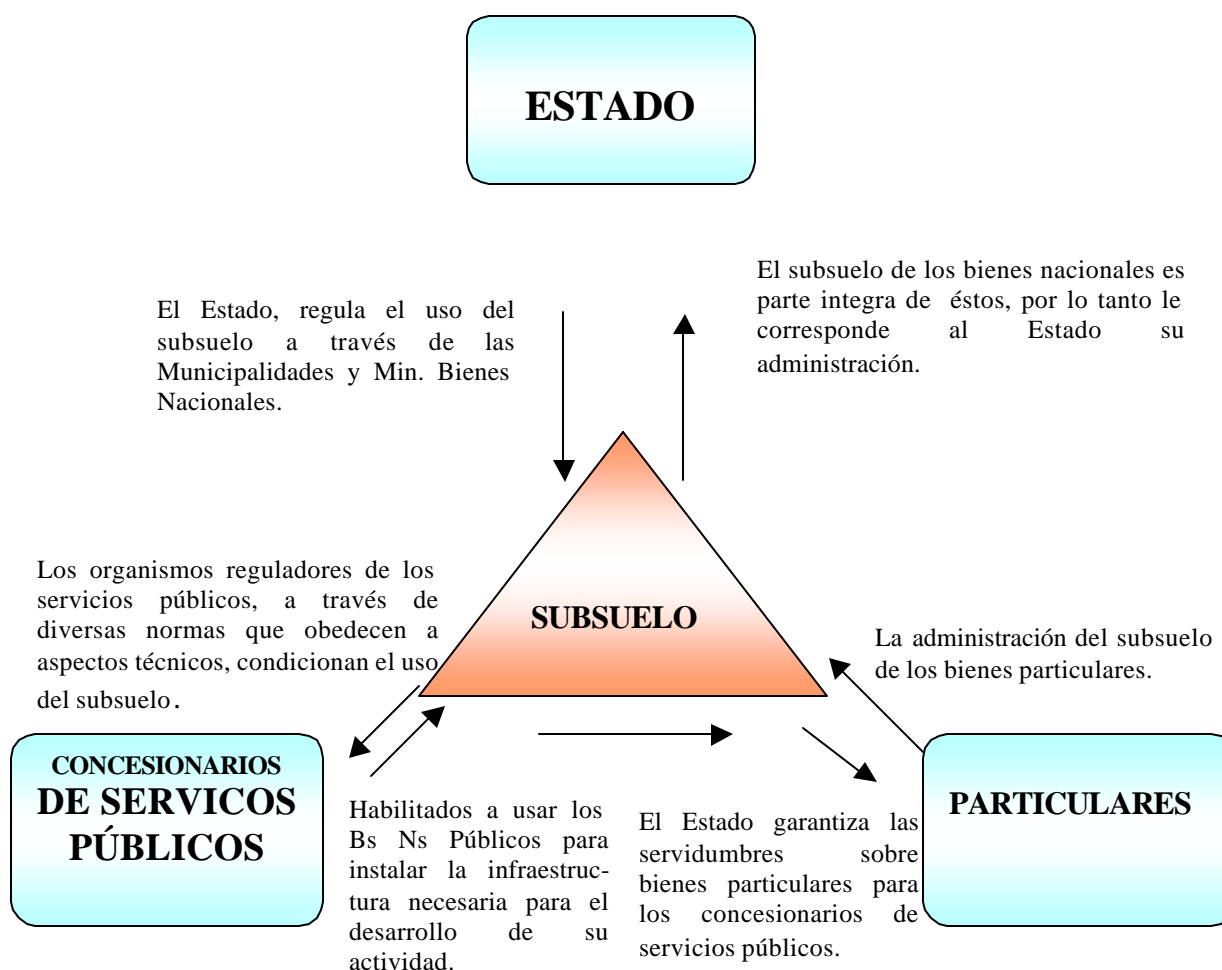 ESTADO
El Estado, regula el uso del
subsuelo a través de las
Municipalidades y Min. Bienes
Nacionales.
El subsuelo de los bienes nacionales es
parte integra de éstos, por lo tanto le
corresponde al Estado su
administración.
SUBSUELO
Los organismos reguladores de los
servicios públicos, a través de
diversas normas que obedecen a
aspectos técnicos, condicionan el uso
del subsuelo.
La administración del subsuelo
de los bienes particulares.
CONCESIONARIOS
DE SERVICOS
PÚBLICOS
Habilitados a usar los
Bs Ns Públicos para
instalar la infraestruc-
tura necesaria para el
desarrollo de su
actividad.
El Estado garantiza las
servidumbres sobre
bienes particulares para
los concesionarios de
servicios públicos.
PARTICULARES